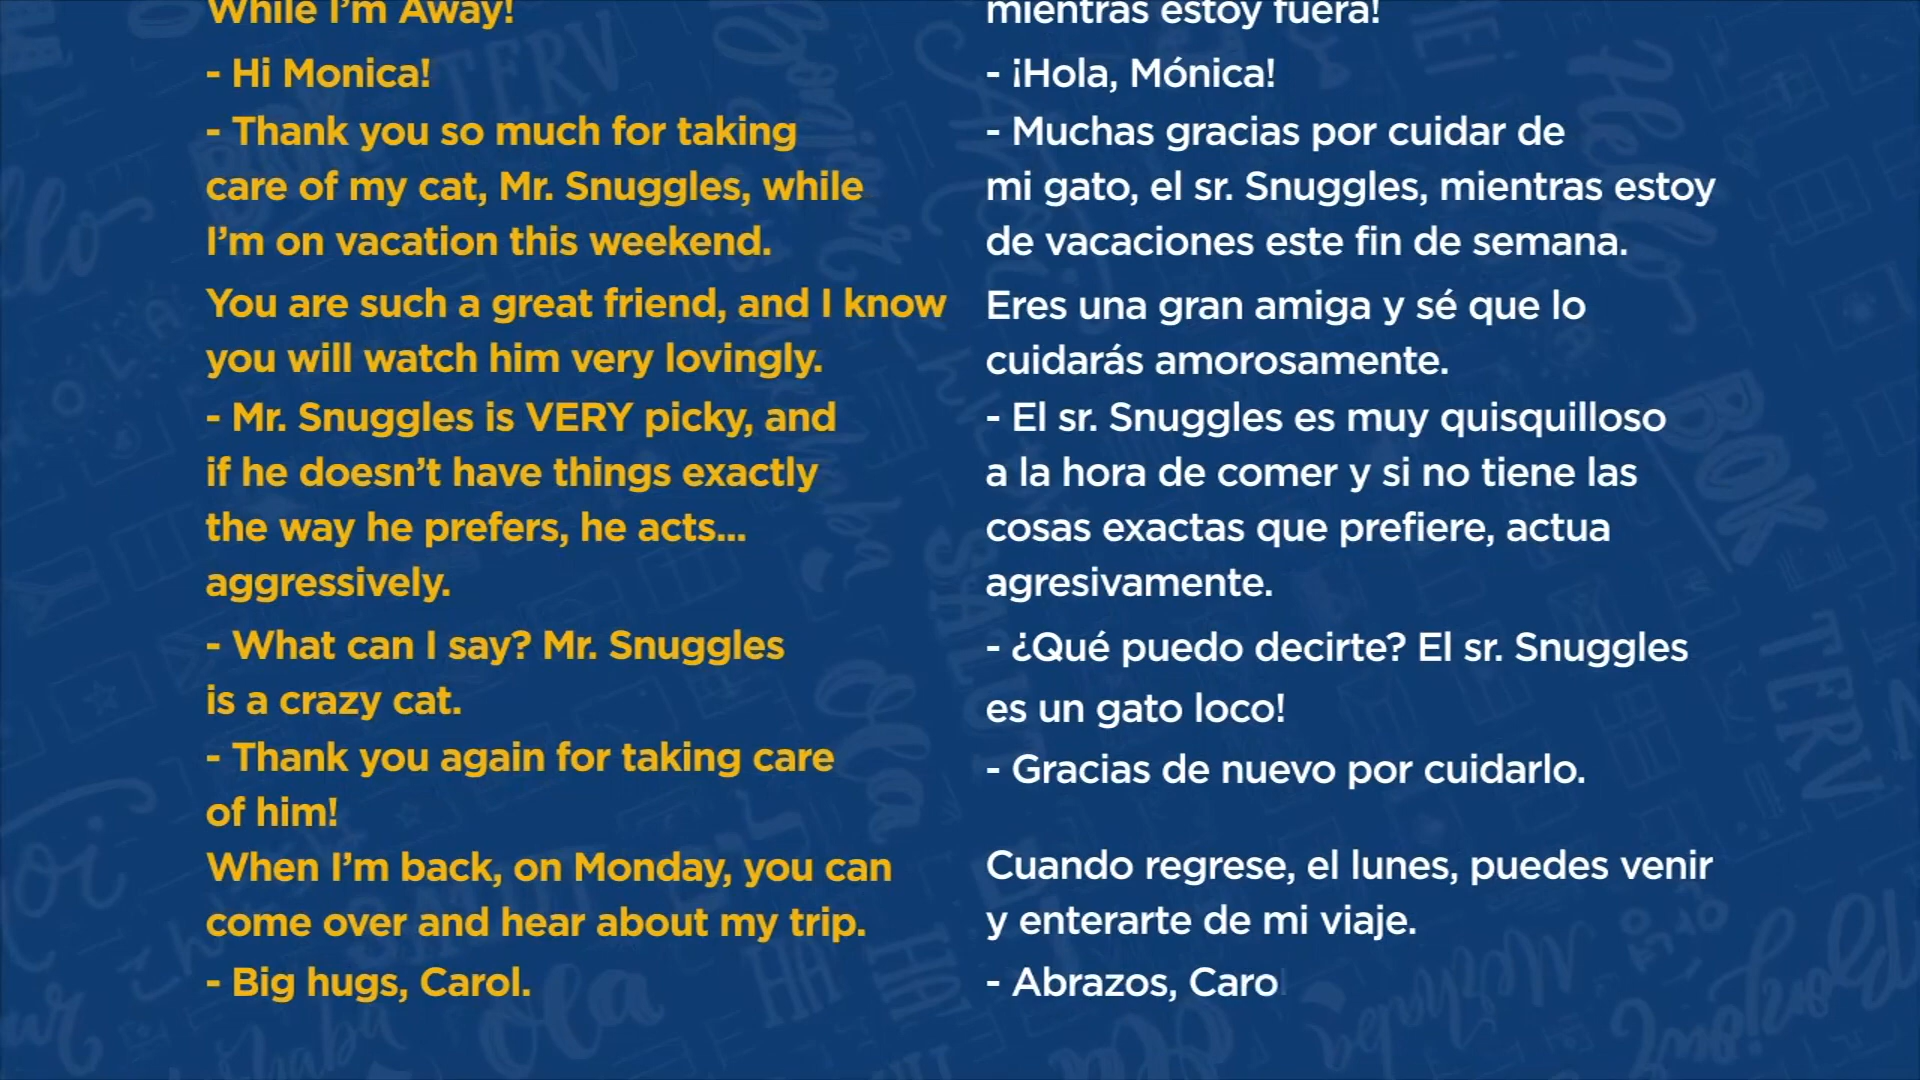 While I'm Away!
- Hi Monica!
- Thank you so much for taking
care of my cat, Mr. Snuggles, while
I'm on vacation this weekend.
You are such a great friend, and I know
you will watch him very lovingly.
- Mr. Snuggles is VERY picky, and
if he doesn't have things exactly
the way he prefers, he acts...
aggressively.
- What can I say? Mr. Snuggles
is a crazy cat.
- Thank you again for taking care
of him!
When I'm back, on Monday, you can
come over and hear about my trip.
- Big hugs, Carol.
mientras estoy fuera!
- ¡Hola, Mónica!
- Muchas gracias por cuidar de
mi gato, el sr. Snuggles, mientras estoy
de vacaciones este fin de semana.
Eres una gran amiga y sé que lo
cuidarás amorosamente.
- El sr. Snuggles es muy quisquilloso
a la hora de comer y si no tiene las
cosas exactas que prefiere, actua
agresivamente.
- ¿Qué puedo decirte? El sr. Snuggles
es un gato loco!
- Gracias de nuevo por cuidarlo.
Cuando regrese, el lunes, puedes venir
y enterarte de mi viaje.
- Abrazos, Caro